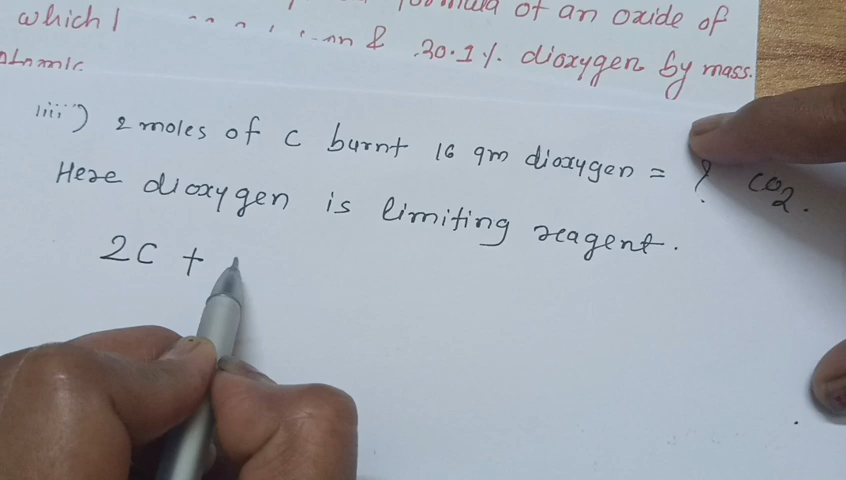 which of an oxide of
& 30.1% dioxygen by mass.
iii) 2 moles of C burnt 16 gm dioxygen = ? CO2.
Here dioxygen is limiting reagent.
2C +